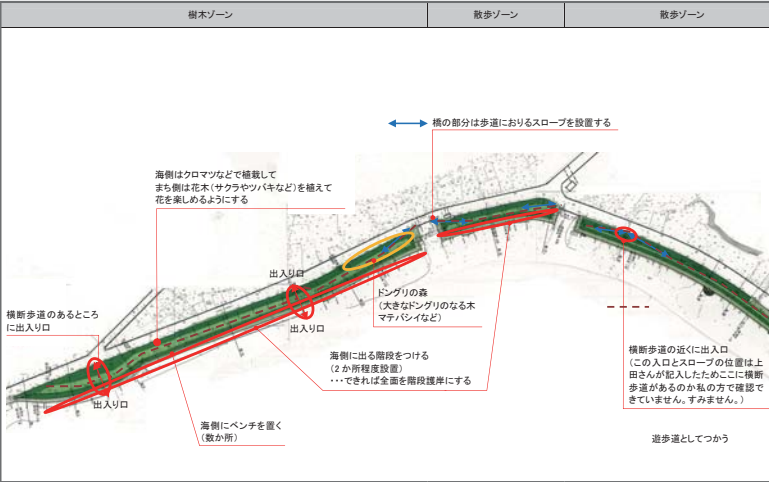 樹木ゾーン
散歩ゾーン
散歩ゾーン
橋の部分は歩道におりるスロープを設置する
海側はクロマツなどで植栽して
まち側は花木（サクラやツバキなど）を植えて
花を楽しめるようにする
出入り口
出入り口
ドングリの森
（大きなドングリのなる木
マテバシイなど）
横断歩道のあるところ
に出入り口
出入り口
海側に出る階段をつける
（2か所程度設置）
・・・できれば全面を階段護岸にする
海側にベンチを置く
（数か所）
横断歩道の近くに出入口
（この入口とスロープの位置は上
田さんが記入したためここに横断
歩道があるのか私の方で確認で
きていません。すみません。）
遊歩道としてつかう